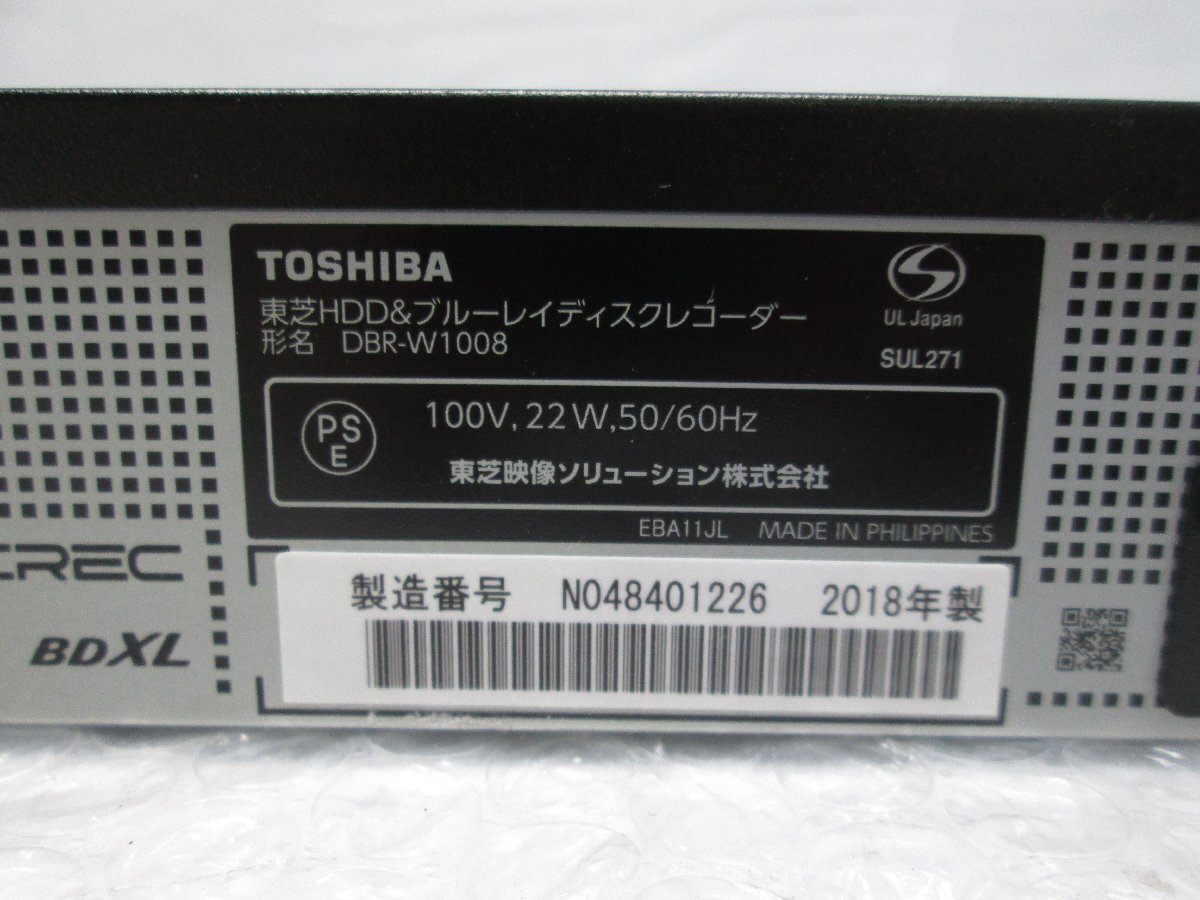 TOSHIBA
東芝HDD&ブルーレイディスクレコーダー
形名 DBR-W1008
S
UL Japan
SUL271
PS
E
100V, 22W, 50/60Hz
東芝映像ソリューション株式会社
EBA11JL MADE IN PHILIPPINES
CREC
BDXL
製造番号 N048401226 2018年製